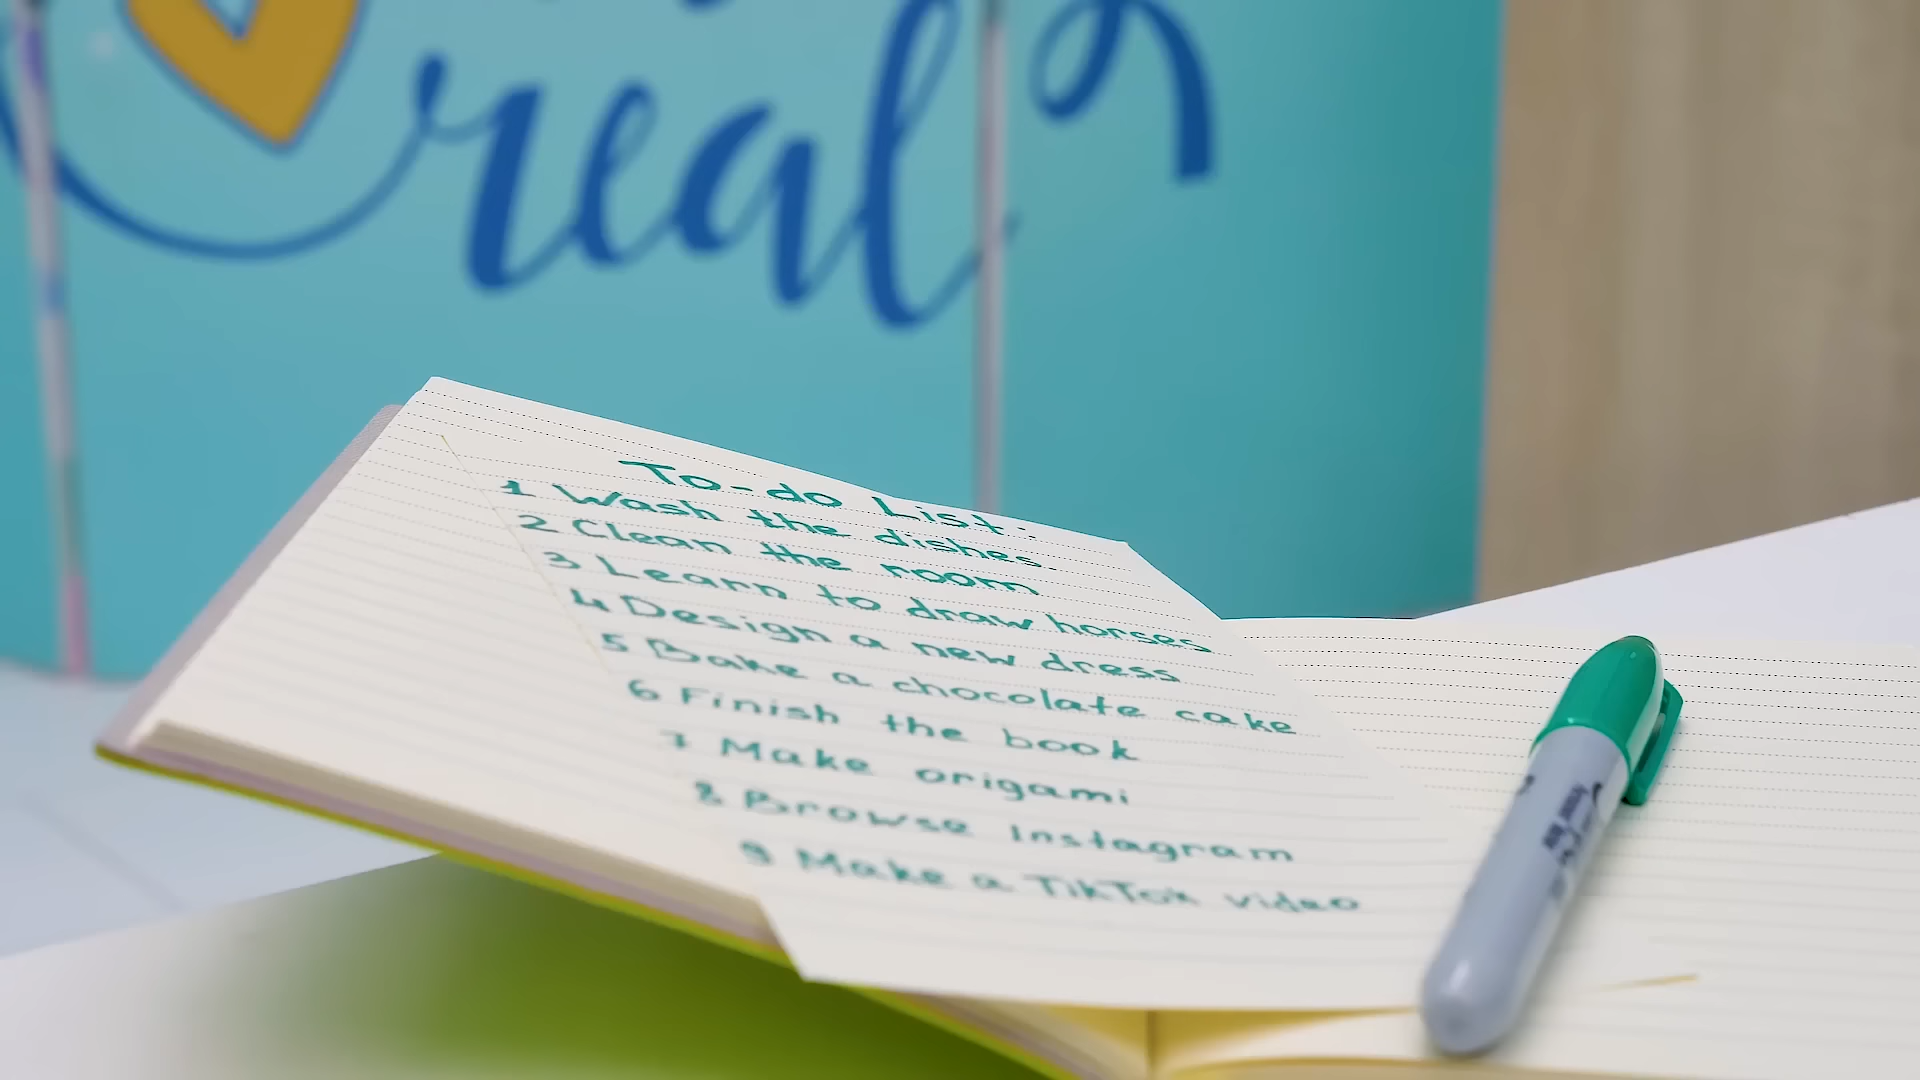 real
To-do List:
1 Wash the dishes.
2 Clean the room
3 Learn to draw horses
4 Design a new dress
5 Bake a chocolate cake
6 Finish the book
7 Make origami
8 Browse Instagram
9 Make a TikTok video